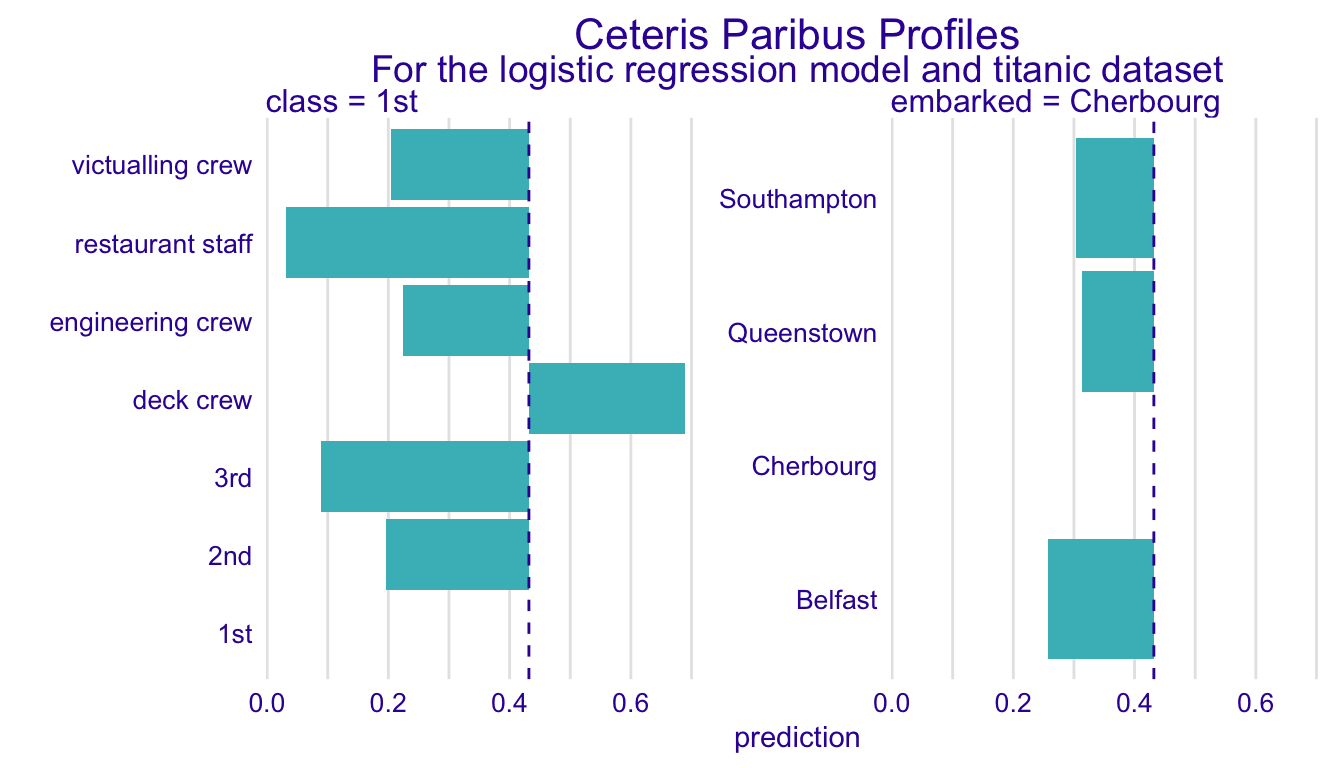 Ceteris Paribus Profiles
For the logistic regression model and titanic dataset
class = 1st
victualling crew
restaurant staff
engineering crew
deck crew
3rd
2nd
1st
0.0 0.2 0.4 0.6
embarked = Cherbourg
Southampton
Queenstown
Cherbourg
Belfast
0.0 0.2 0.4 0.6
prediction